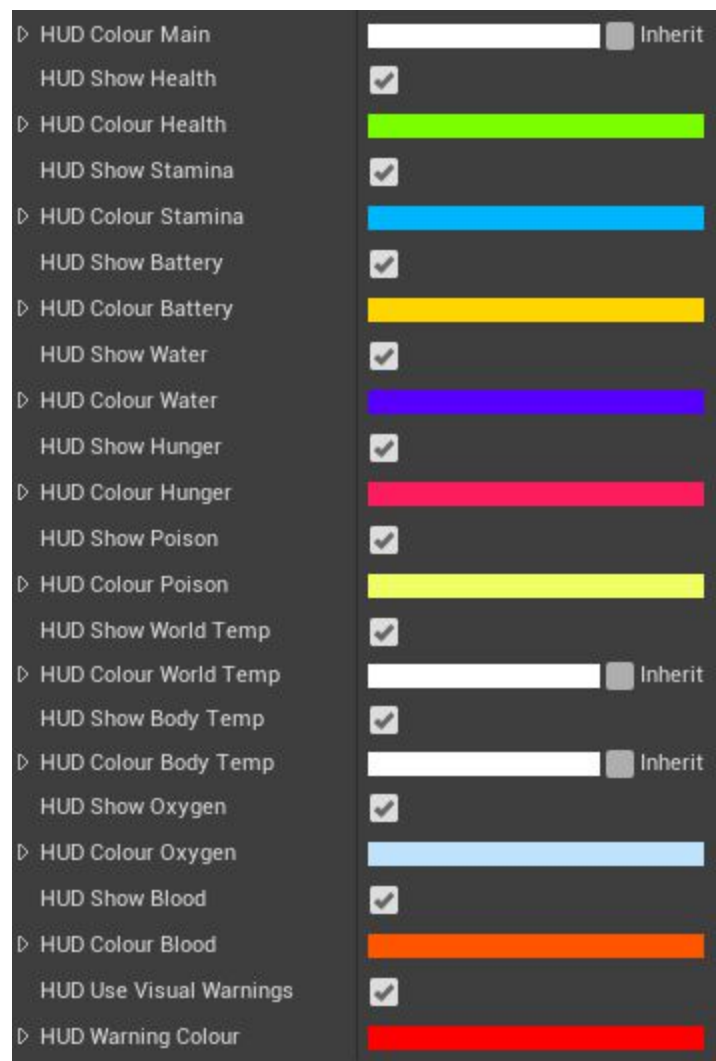 HUD Colour Main Inherit
HUD Show Health
HUD Colour Health
HUD Show Stamina
HUD Colour Stamina
HUD Show Battery
HUD Colour Battery
HUD Show Water
HUD Colour Water
HUD Show Hunger
HUD Colour Hunger
HUD Show Poison
HUD Colour Poison
HUD Show World Temp
HUD Colour World Temp Inherit
HUD Show Body Temp
HUD Colour Body Temp Inherit
HUD Show Oxygen
HUD Colour Oxygen
HUD Show Blood
HUD Colour Blood
HUD Use Visual Warnings
HUD Warning Colour